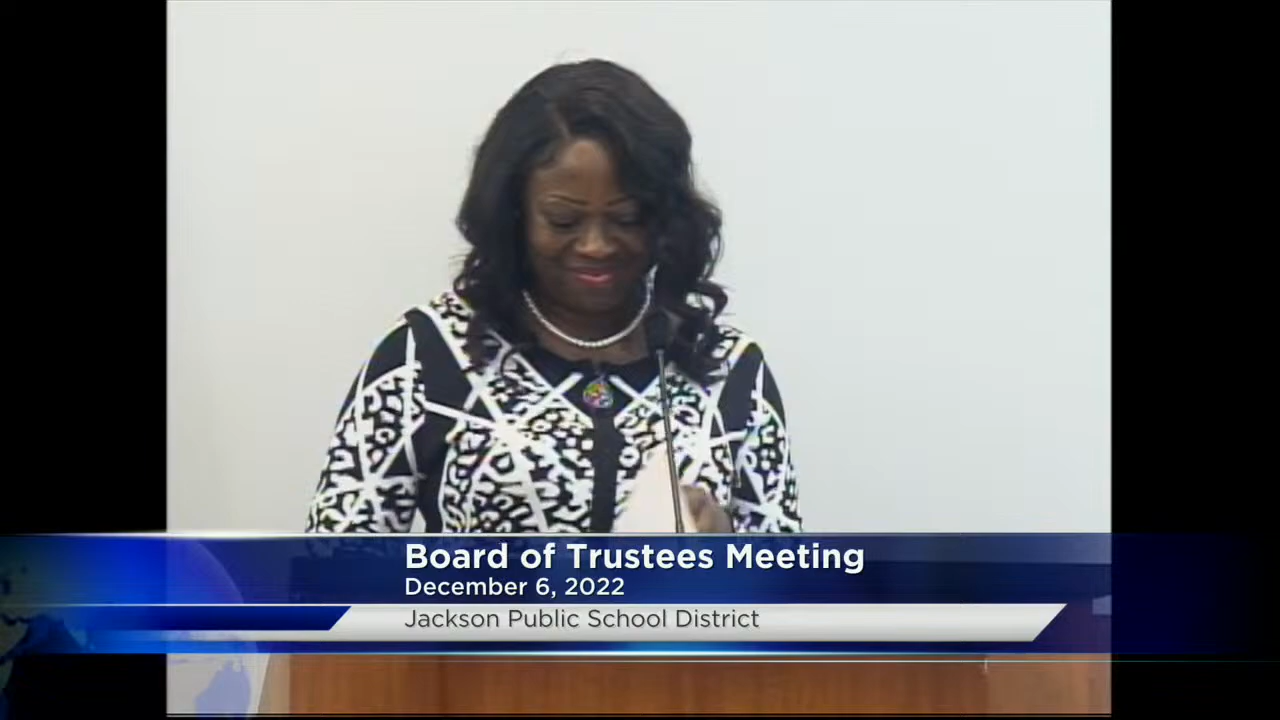 Board of Trustees Meeting
December 6, 2022
Jackson Public School District